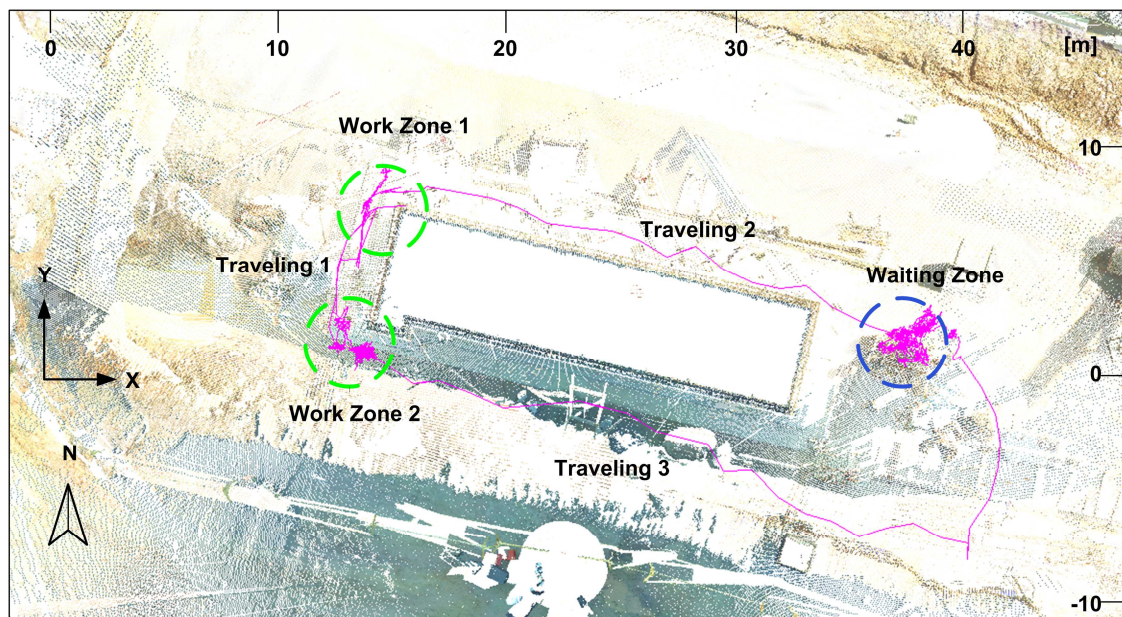 0 10 20 30 40 [m]
Work Zone 1
10
Traveling 2
Traveling 1
Waiting Zone
Y
X
0
Work Zone 2
N
Traveling 3
-10